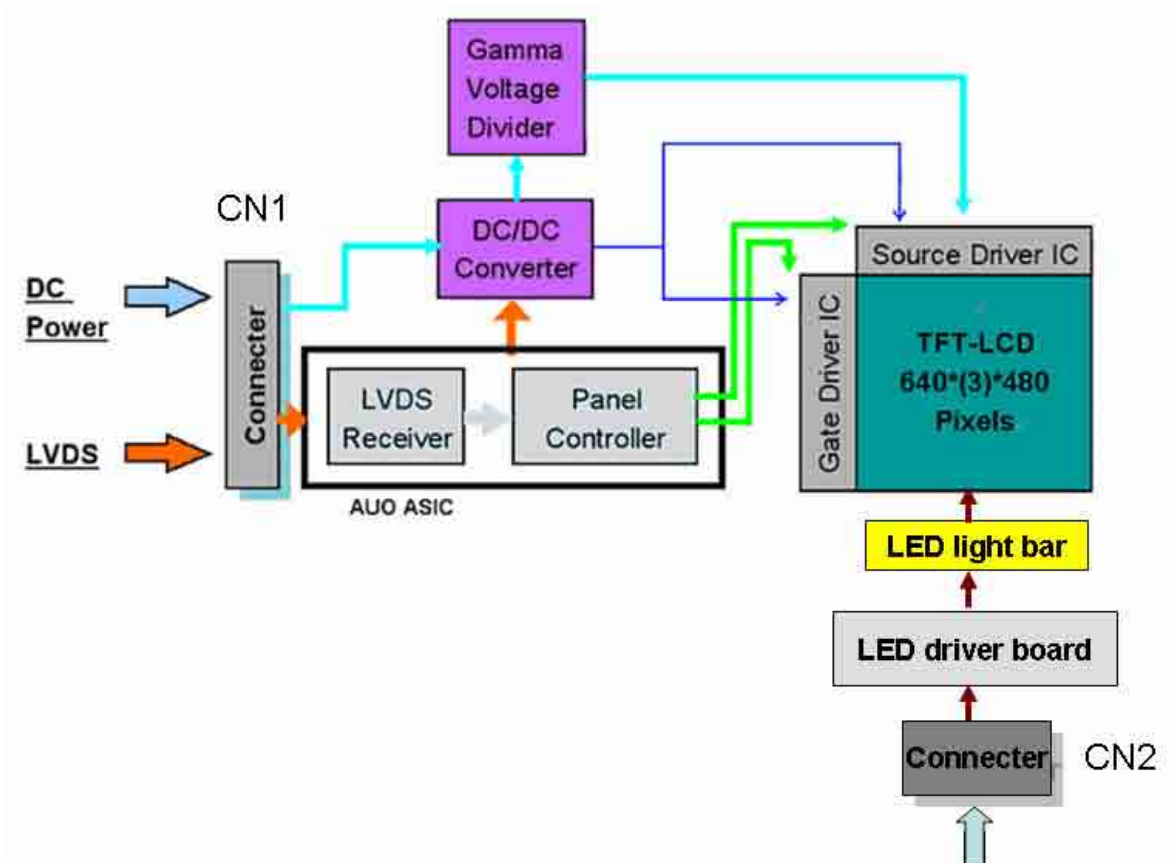 Gamma
Voltage
Divider
CN1
DC/DC
Converter
DC
Power
Connecter
LVDS
LVDS
Receiver
Panel
Controller
AUO ASIC
Source Driver IC
Gate Driver IC
TFT-LCD
640*(3)*480
Pixels
LED light bar
LED driver board
Connecter
CN2